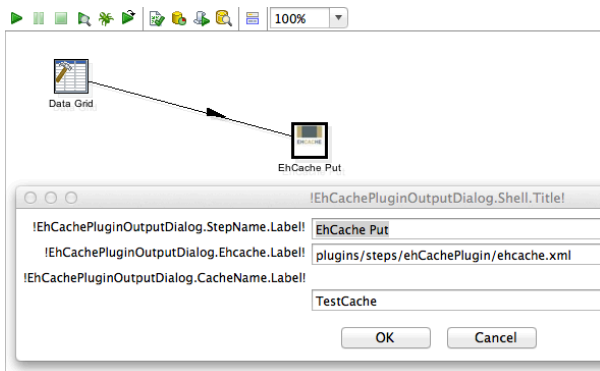 100%
Data Grid
EHCACHE
EhCache Put
!EhCachePluginOutputDialog.Shell.Title!
!EhCachePluginOutputDialog.StepName.Label! EhCache Put
!EhCachePluginOutputDialog.Ehcache.Label! plugins/steps/ehCachePlugin/ehcache.xml
!EhCachePluginOutputDialog.CacheName.Label!
TestCache
OK Cancel